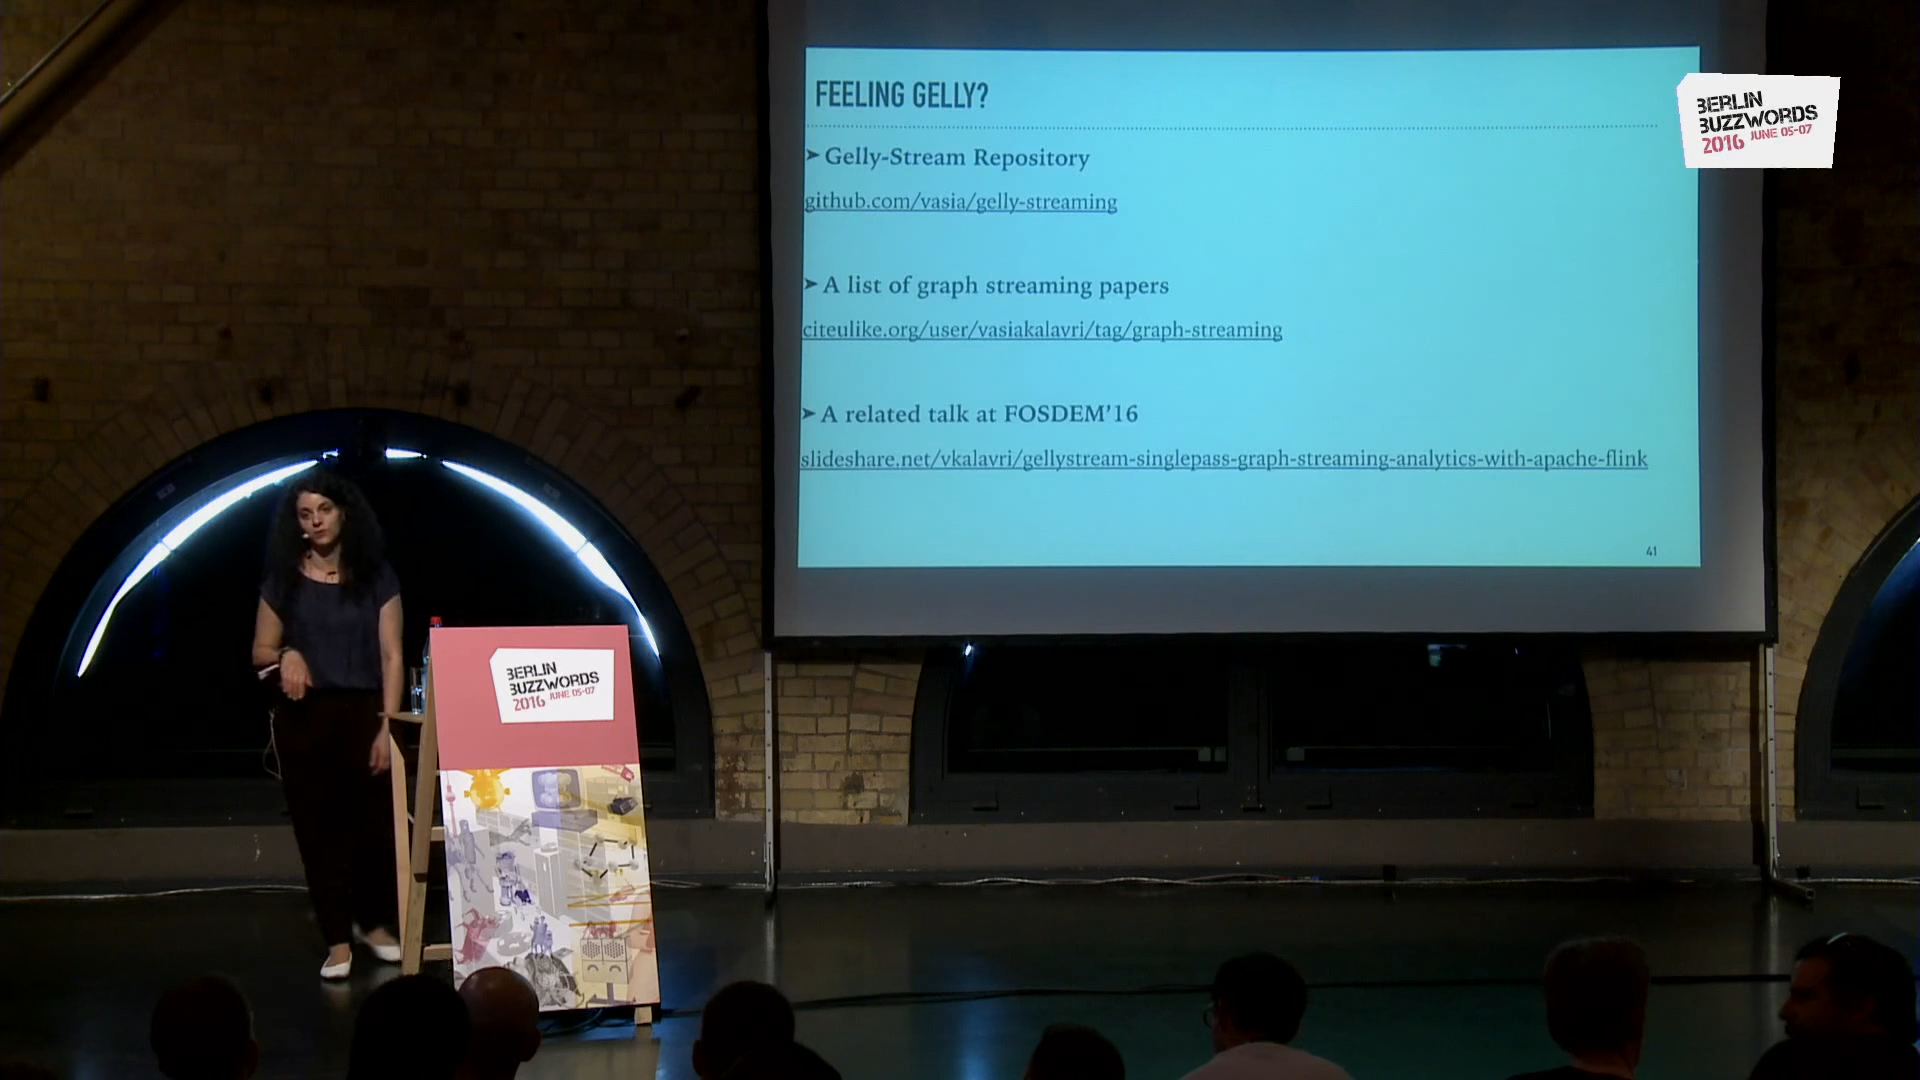 FEELING GELLY?
➤ Gelly-Stream Repository
github.com/vasia/gelly-streaming
➤ A list of graph streaming papers
citeulike.org/user/vasiakalavri/tag/graph-streaming
➤ A related talk at FOSDEM'16
slideshare.net/vkalavri/gellystream-singlepass-graph-streaming-analytics-with-apache-flink
41
BERLIN
BUZZWORDS
2016 JUNE 05-07
BERLIN
BUZZWORDS
2016 JUNE 05-07